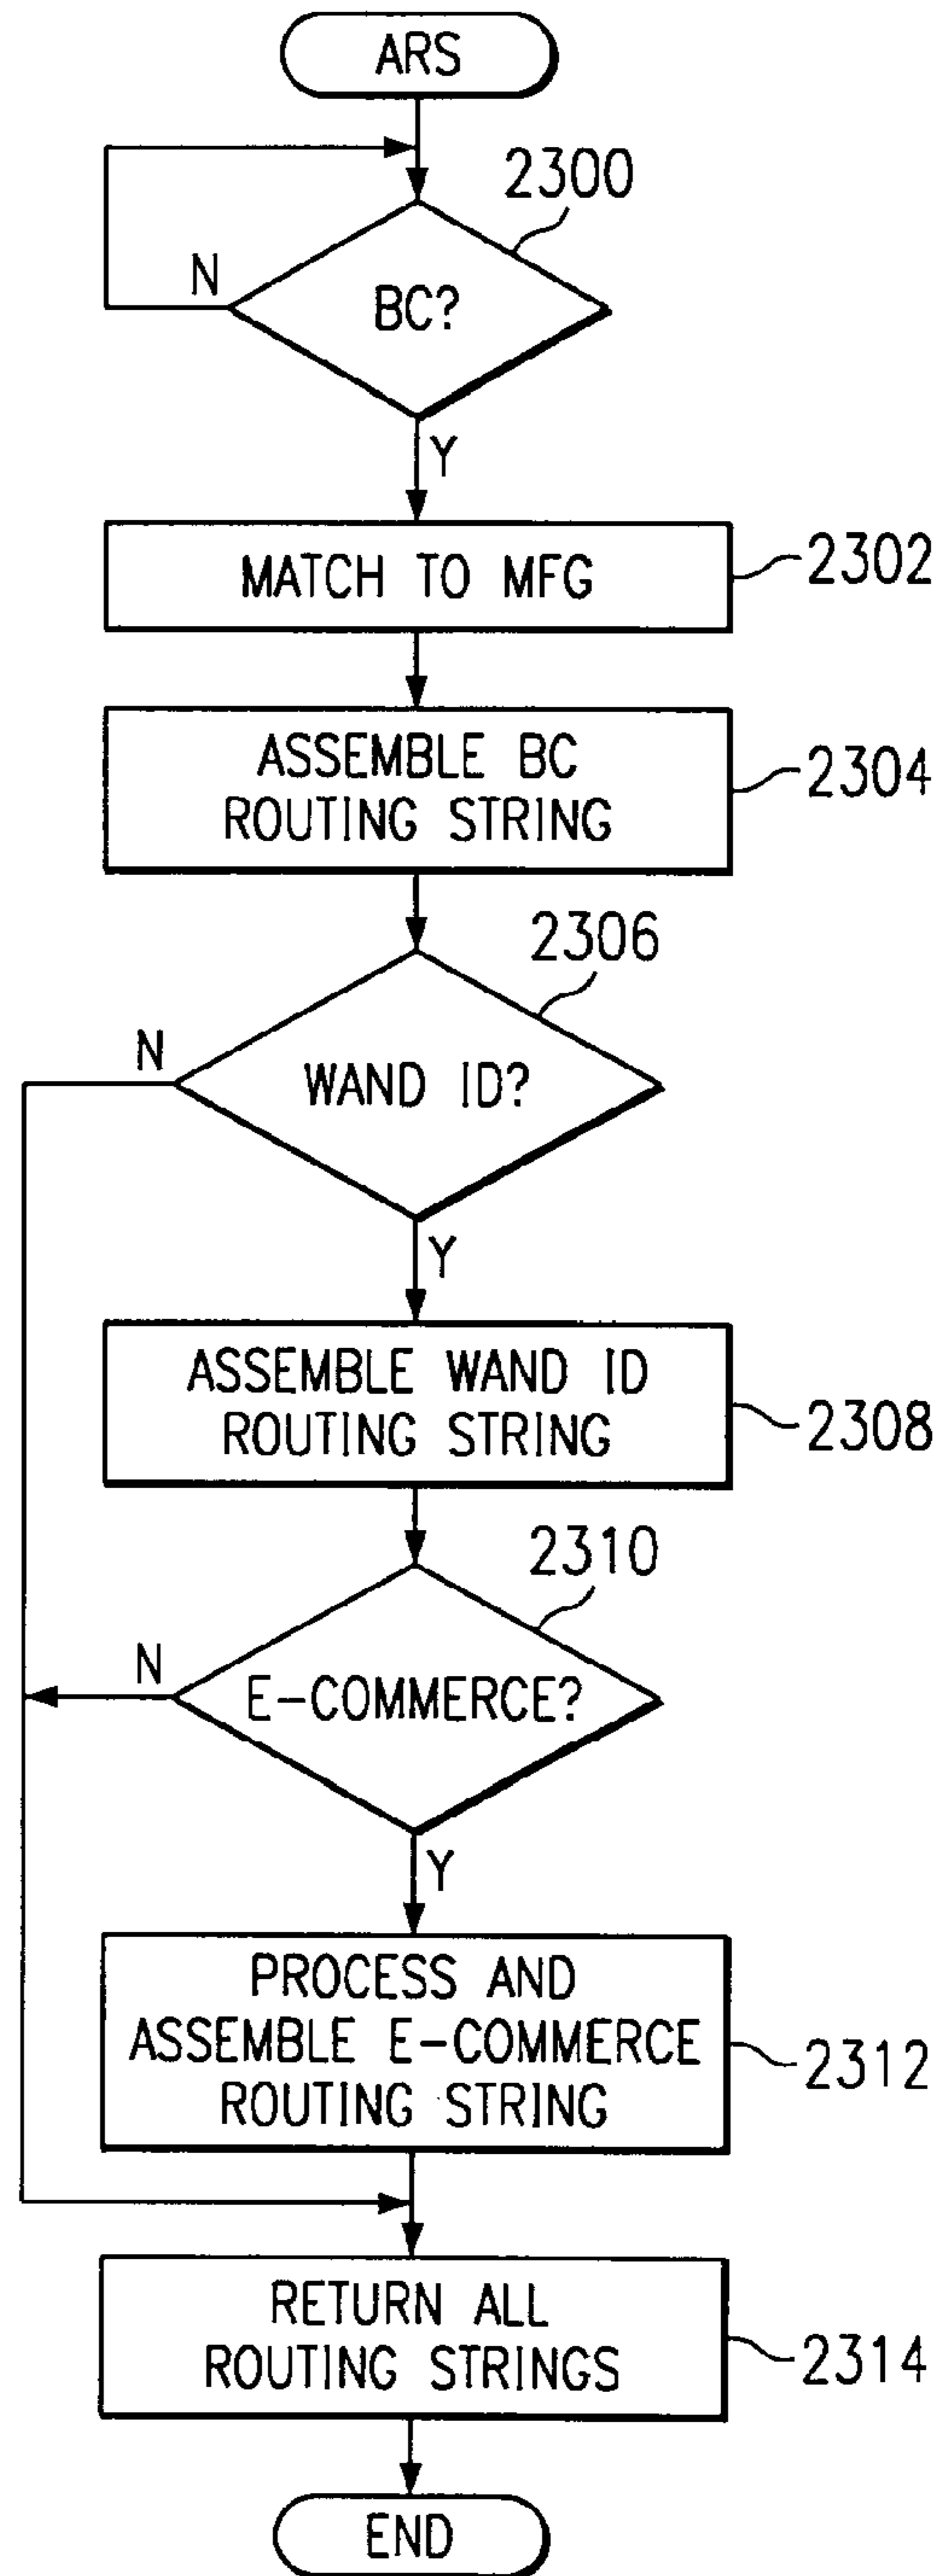 ARS
2300
N
BC?
Y
MATCH TO MFG
2302
ASSEMBLE BC
ROUTING STRING
2304
2306
N
WAND ID?
Y
ASSEMBLE WAND ID
ROUTING STRING
2308
2310
N
E-COMMERCE?
Y
PROCESS AND
ASSEMBLE E-COMMERCE
ROUTING STRING
2312
RETURN ALL
ROUTING STRINGS
2314
END